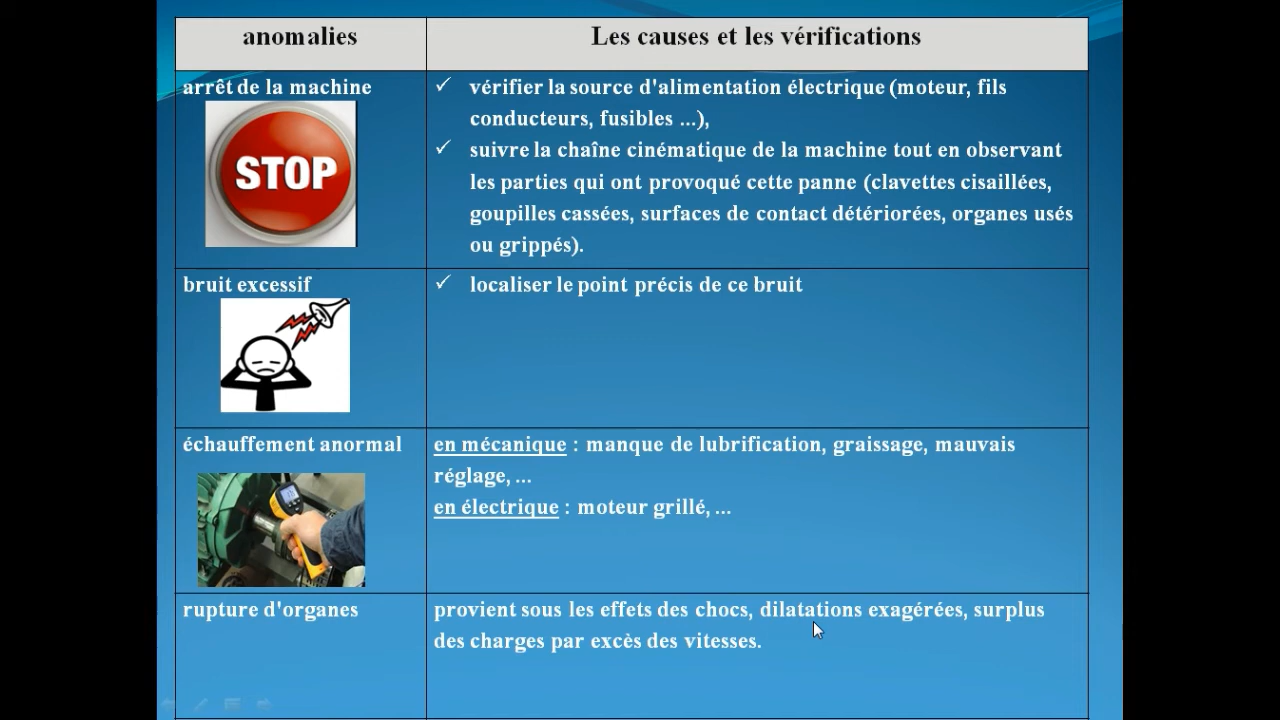 anomalies
Les causes et les vérifications
arrêt de la machine
STOP
vérifier la source d'alimentation électrique (moteur, fils
conducteurs, fusibles ...),
suivre la chaîne cinématique de la machine tout en observant
les parties qui ont provoqué cette panne (clavettes cisaillées,
goupilles cassées, surfaces de contact détériorées, organes usés
ou grippés).
bruit excessif
localiser le point précis de ce bruit
échauffement anormal
en mécanique : manque de lubrification, graissage, mauvais
réglage, ...
en électrique : moteur grillé, ...
rupture d'organes
provient sous les effets des chocs, dilatations exagérées, surplus
des charges par excès des vitesses.